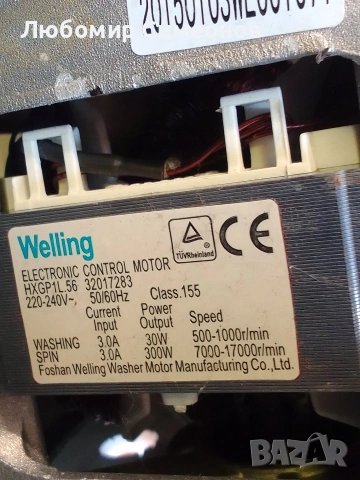 Любомир
Welling
TÜVRheinland
CE
ELECTRONIC CONTROL MOTOR
HXGP1L.56 32017283
220-240V~, 50/60Hz Class.155
Current Power Speed
Input Output
WASHING 3.0A 30W 500-1000r/min
SPIN 3.0A 300W 7000-17000r/min
Foshan Welling Washer Motor Manufacturing Co.,Ltd.
BAZAR